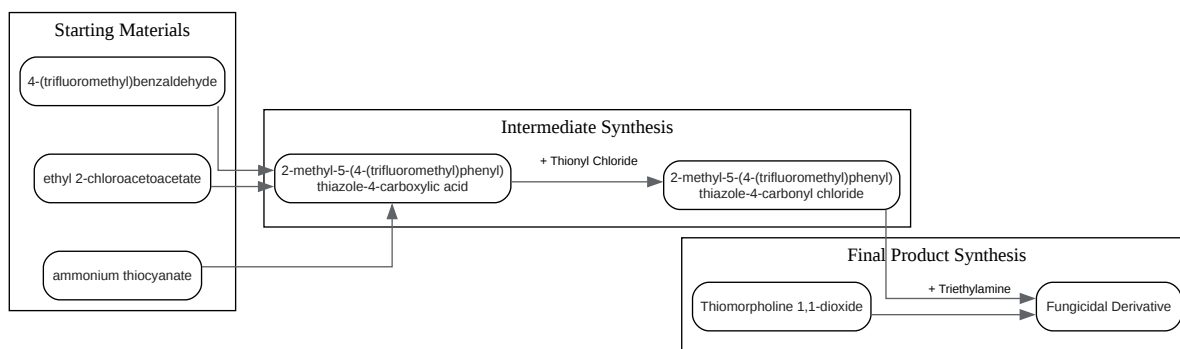 Starting Materials
4-(trifluoromethyl)benzaldehyde
ethyl 2-chloroacetoacetate
ammonium thiocyanate
Intermediate Synthesis
2-methyl-5-(4-(trifluoromethyl)phenyl)
thiazole-4-carboxylic acid
+ Thionyl Chloride
2-methyl-5-(4-(trifluoromethyl)phenyl)
thiazole-4-carbonyl chloride
Final Product Synthesis
Thiomorpholine 1,1-dioxide
+ Triethylamine
Fungicidal Derivative